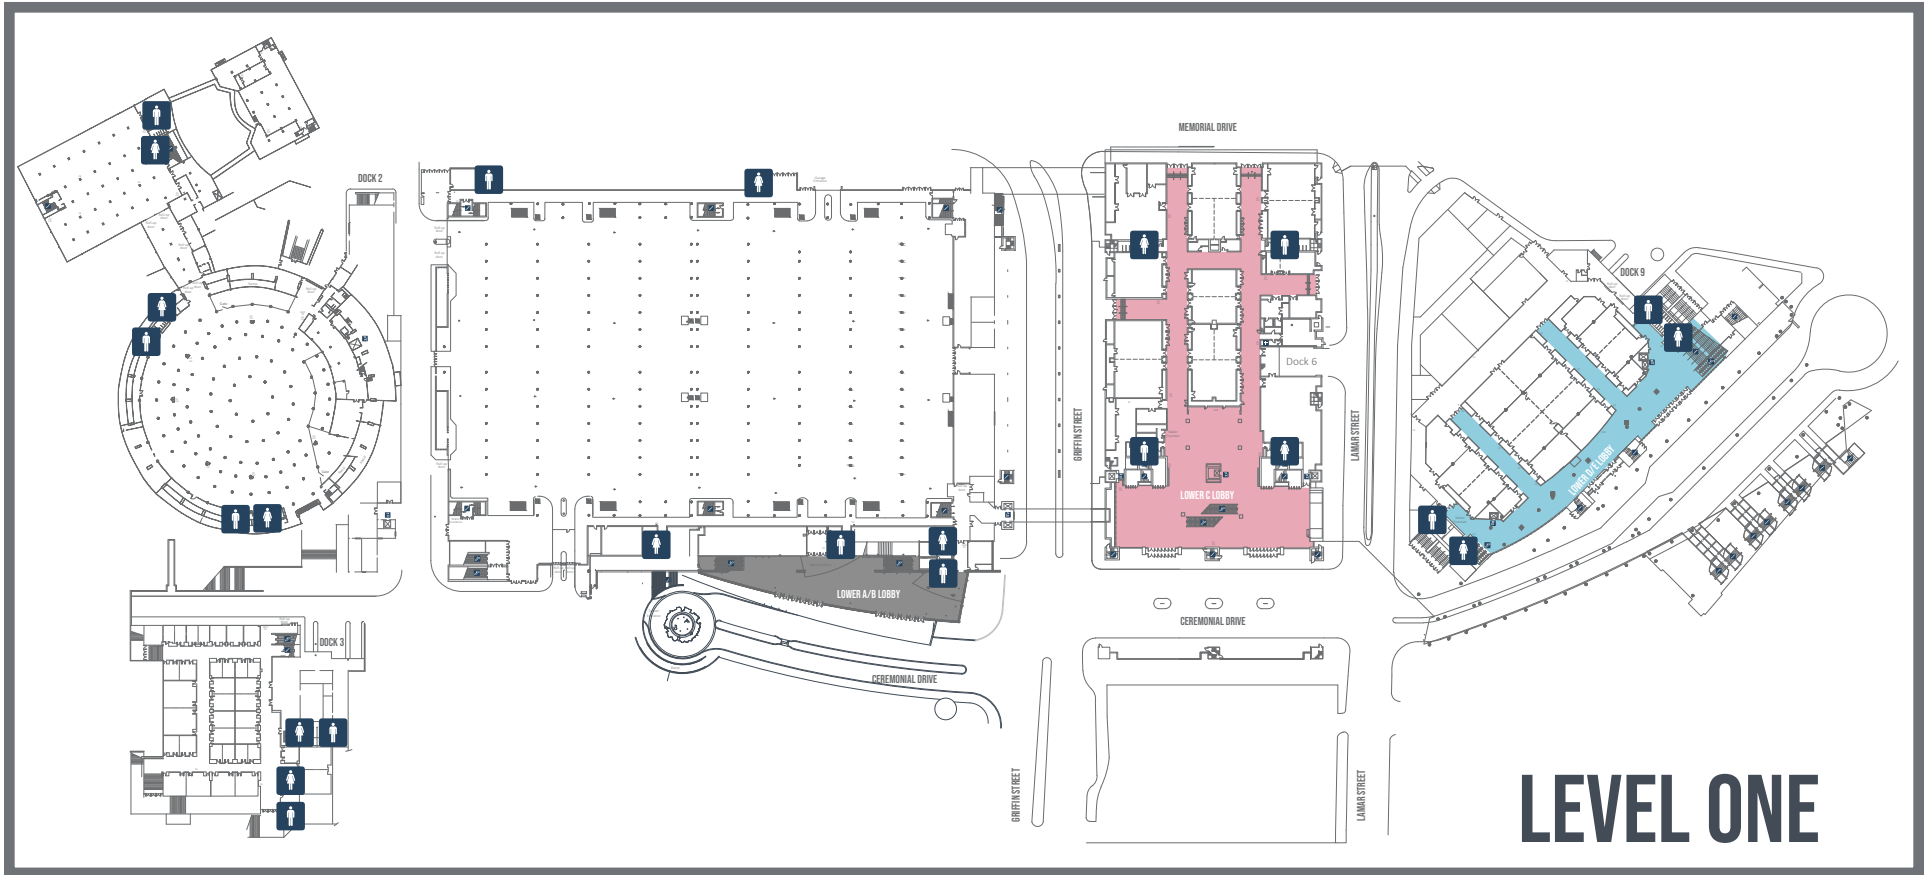 MEMORIAL DRIVE
DOCK 2
DOCK 9
Dock 6
GRIFFIN STREET
LAMAR STREET
LOWER D/E LOBBY
LOWER C LOBBY
LOWER A/B LOBBY
CEREMONIAL DRIVE
DOCK 3
CEREMONIAL DRIVE
GRIFFIN STREET
LAMAR STREET
LEVEL ONE